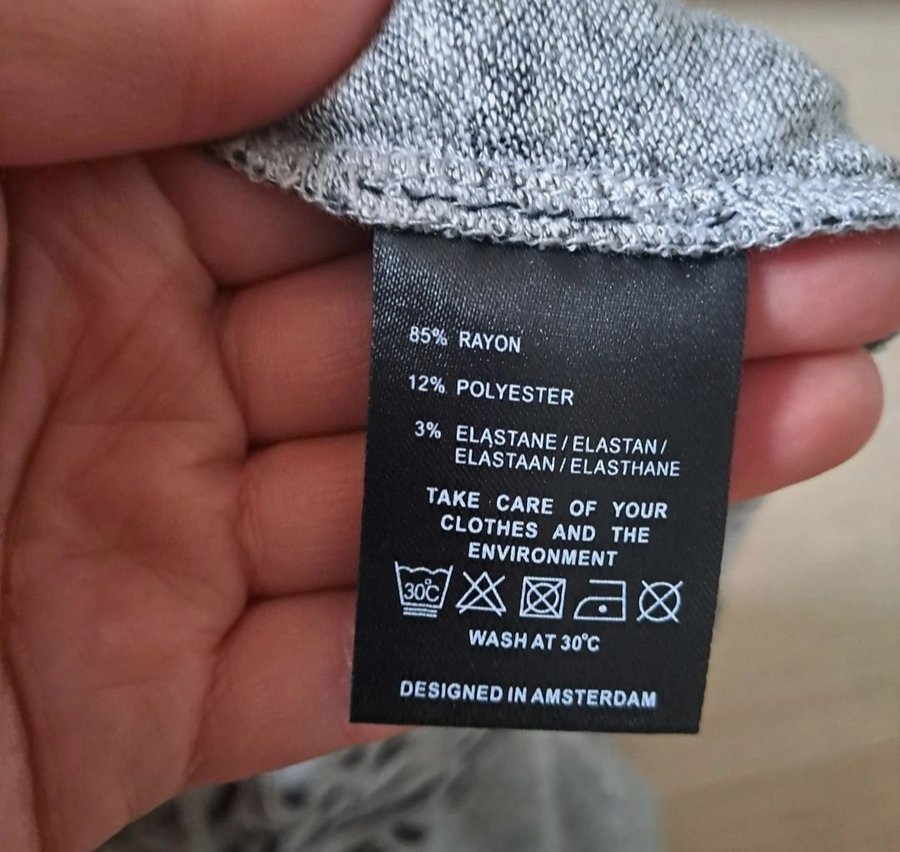 85% RAYON
12% POLYESTER
3% ELASTANE / ELASTAN /
ELASTAAN / ELASTHANE
TAKE CARE OF YOUR
CLOTHES AND THE
ENVIRONMENT
30°C
WASH AT 30°C
DESIGNED IN AMSTERDAM